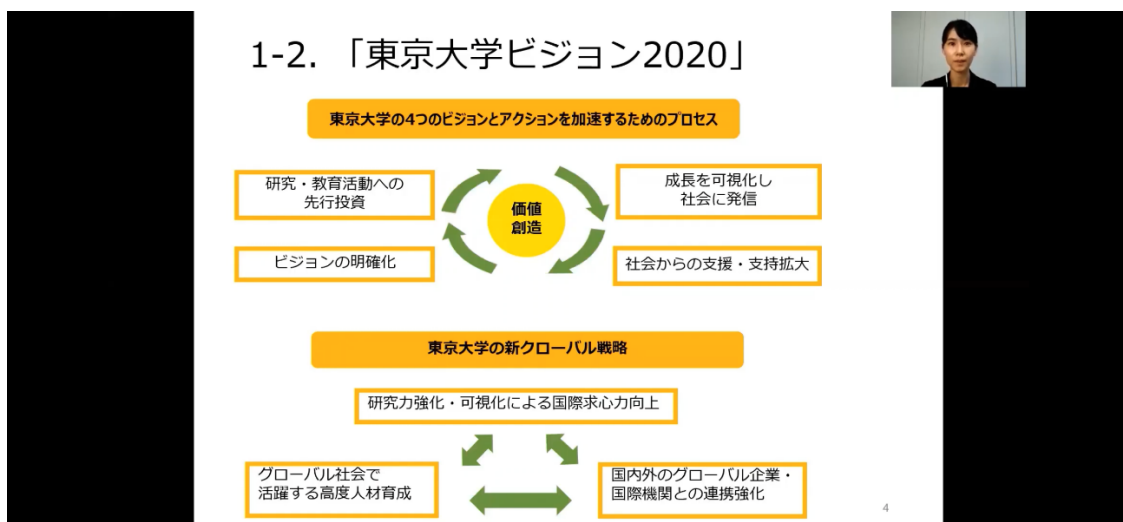 1-2. 「東京大学ビジョン2020」
東京大学の4つのビジョンとアクションを加速するためのプロセス
研究・教育活動への
先行投資
成長を可視化し
社会に発信
価値
創造
ビジョンの明確化
社会からの支援・支持拡大
東京大学の新クローバル戦略
研究力強化・可視化による国際求心力向上
グローバル社会で
活躍する高度人材育成
国内外のグローバル企業・
国際機関との連携強化
4